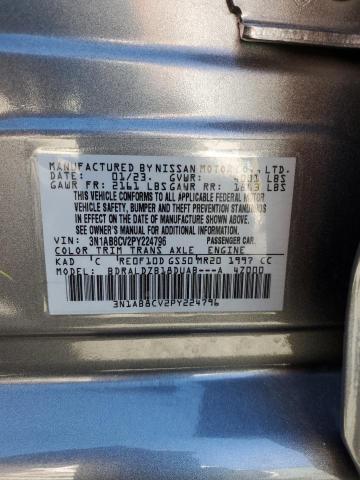 MANUFACTURED BY NISSAN MOTOR CO., LTD.
DATE: 01/23. GVWR: LBS
GAWR FR: 2161 LBS GAWR RR: LBS
THIS VEHICLE CONFORMS TO ALL
APPLICABLE FEDERAL MOTOR
VEHICLE SAFETY, BUMPER, AND
THEFT PREVENTION STANDARDS
IN EFFECT ON THE DATE OF
MANUFACTURE SHOWN ABOVE.
SEE OWNER'S MANUAL FOR
ADDITIONAL INFORMATION
VIN: 3N1AB8CV2PY224796 PASSENGER CAR.
COLOR TRIM TRANS AXLE ENGINE
KAD C RE0F10D GS50 MR20 1997 CC
MODEL: BDRALDZB18DUAB---A 4Z000
3N1AB8CV2PY224796